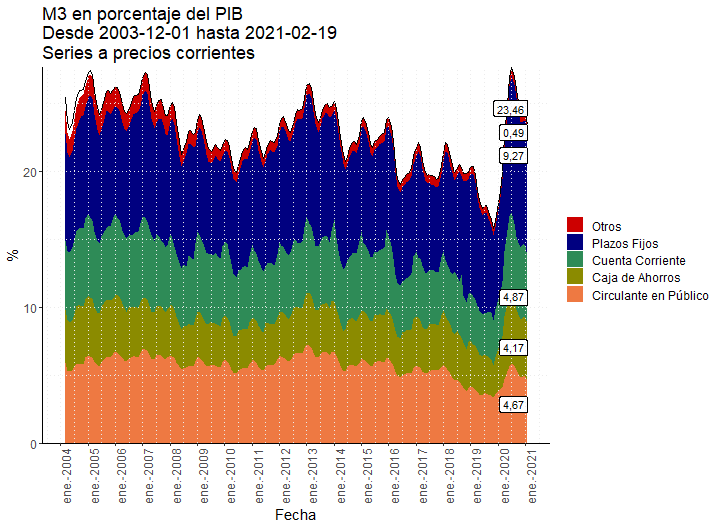 M3 en porcentaje del PIB
Desde 2003-12-01 hasta 2021-02-19
Series a precios corrientes
%
20
10
0
23,46
0,49
9,27
4,87
4,17
4,67
Otros
Plazos Fijos
Cuenta Corriente
Caja de Ahorros
Circulante en Público
ene.-2004
ene.-2005
ene.-2006
ene.-2007
ene.-2008
ene.-2009
ene.-2010
ene.-2011
ene.-2012
ene.-2013
ene.-2014
ene.-2015
ene.-2016
ene.-2017
ene.-2018
ene.-2019
ene.-2020
ene.-2021
Fecha